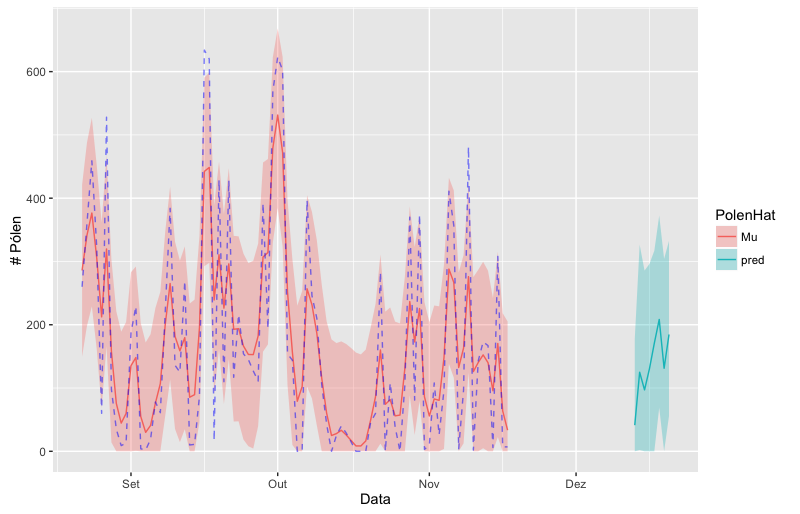 # Pólen
600
400
200
0
Set
Out
Nov
Dez
Data
PolenHat
Mu
pred